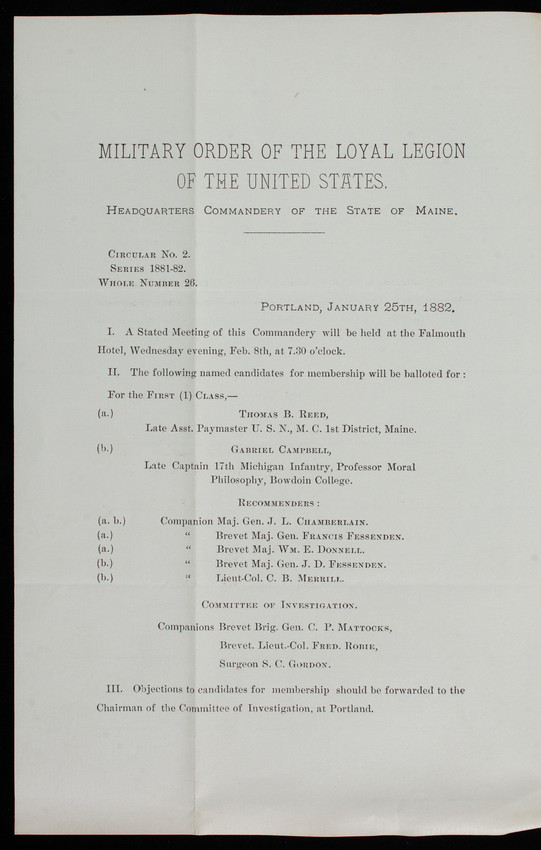 MILITARY ORDER OF THE LOYAL LEGION
OF THE UNITED STATES.
HEADQUARTERS COMMANDERY OF THE STATE OF MAINE.
CIRCULAR NO. 2.
SERIES 1881-82.
WHOLE NUMBER 26.
PORTLAND, JANUARY 25TH, 1882.
I. A Stated Meeting of this Commandery will be held at the Falmouth
Hotel, Wednesday evening, Feb. 8th, at 7.30 o'clock.
II. The following named candidates for membership will be balloted for :
For the FIRST (1) CLASS,—
(a.) THOMAS B. REED,
Late Asst. Paymaster U. S. N., M. C. 1st District, Maine.
(b.) GABRIEL CAMPBELL,
Late Captain 17th Michigan Infantry, Professor Moral
Philosophy, Bowdoin College.
RECOMMENDERS :
(a. b.) Companion Maj. Gen. J. L. CHAMBERLAIN.
(a.) " Brevet Maj. Gen. FRANCIS FESSENDEN.
(a.) " Brevet Maj. WM. E. DONNELL.
(b.) " Brevet Maj. Gen. J. D. FESSENDEN.
(b.) " Lieut-Col. C. B. MERRILL.
COMMITTEE OF INVESTIGATION.
Companions Brevet Brig. Gen. C. P. MATTOCKS,
Brevet. Lieut.-Col. FRED. ROBIE,
Surgeon S. C. GORDON.
III. Objections to candidates for membership should be forwarded to the
Chairman of the Committee of Investigation, at Portland.